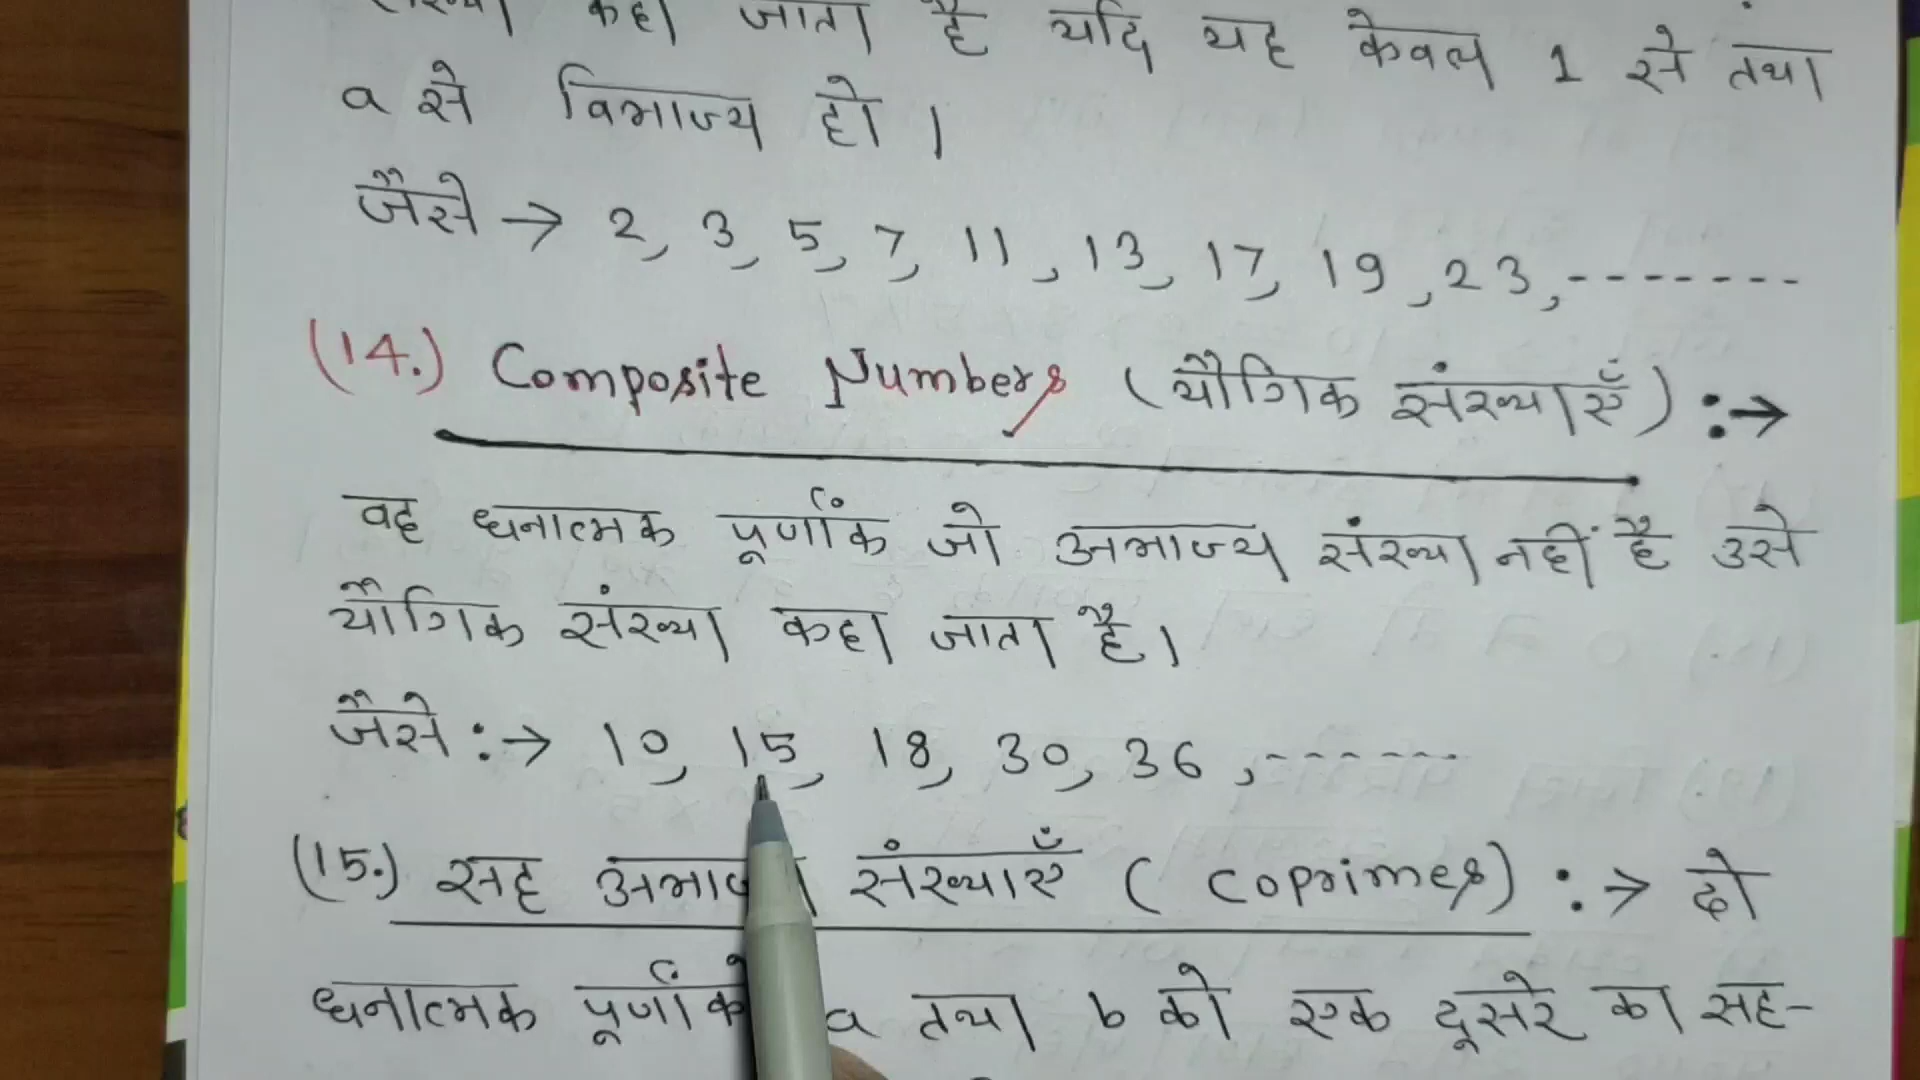 कहा जाता है यदि यह केवल 1 से तथा
a से विभाज्य हो ।
जैसे → 2, 3, 5, 7, 11, 13, 17, 19, 23, -------
(14.) Composite Numbers (यौगिक संख्याएँ) :→
वह धनात्मक पूर्णांक जो अभाज्य संख्या नहीं है उसे
यौगिक संख्या कहा जाता है।
जैसे :→ 10, 15, 18, 30, 36, -------
(15.) सह संख्याएँ ( Coprimes) :→ दो
धनात्मक a तथा b को एक दूसरे का सह-